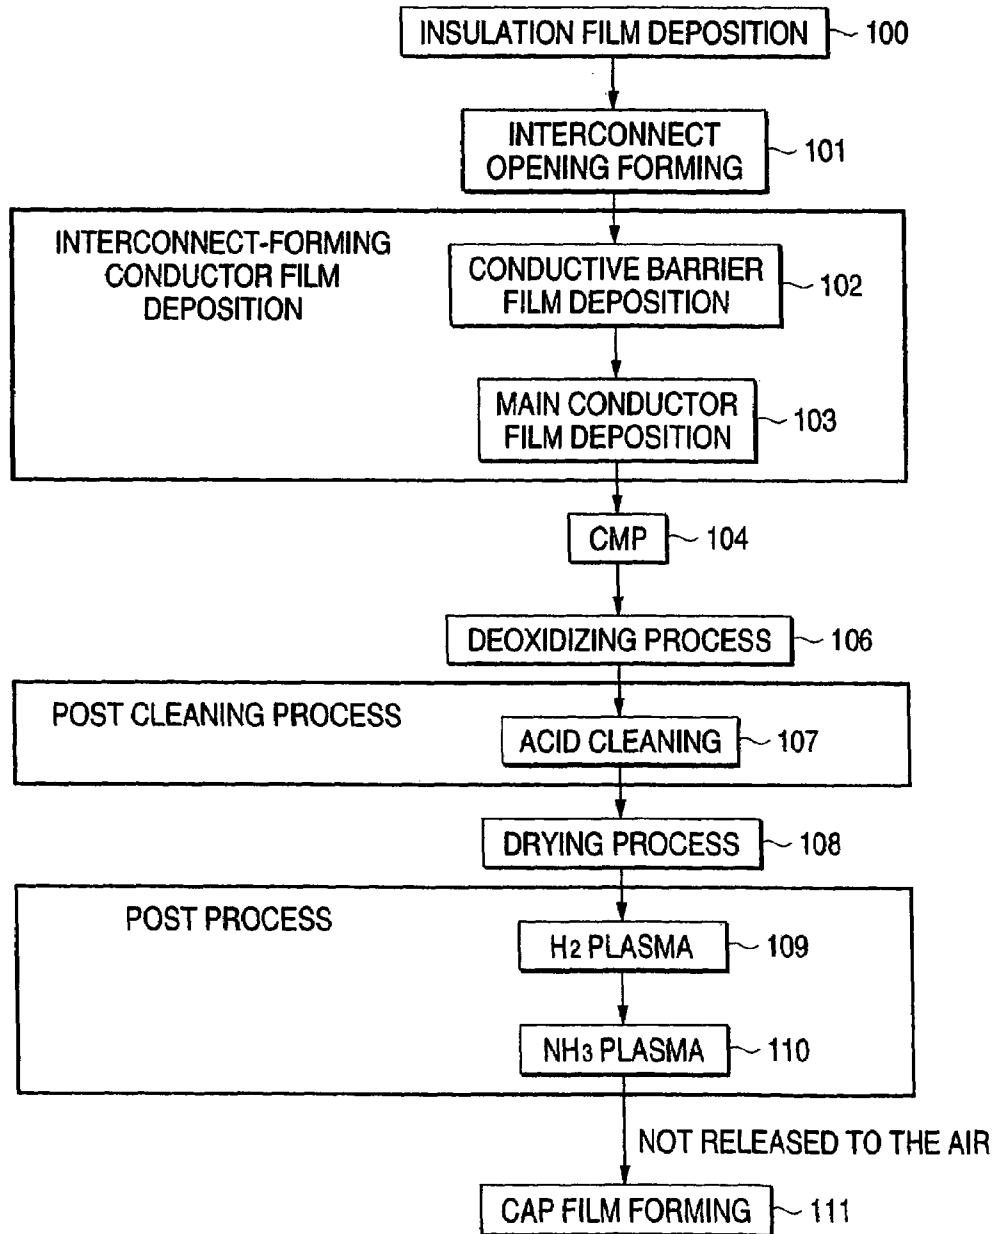 INSULATION FILM DEPOSITION 100
INTERCONNECT
OPENING FORMING 101
INTERCONNECT-FORMING
CONDUCTOR FILM
DEPOSITION
CONDUCTIVE BARRIER
FILM DEPOSITION 102
MAIN CONDUCTOR
FILM DEPOSITION 103
CMP 104
DEOXIDIZING PROCESS 106
POST CLEANING PROCESS
ACID CLEANING 107
DRYING PROCESS 108
POST PROCESS
H2 PLASMA 109
NH3 PLASMA 110
NOT RELEASED TO THE AIR
CAP FILM FORMING 111